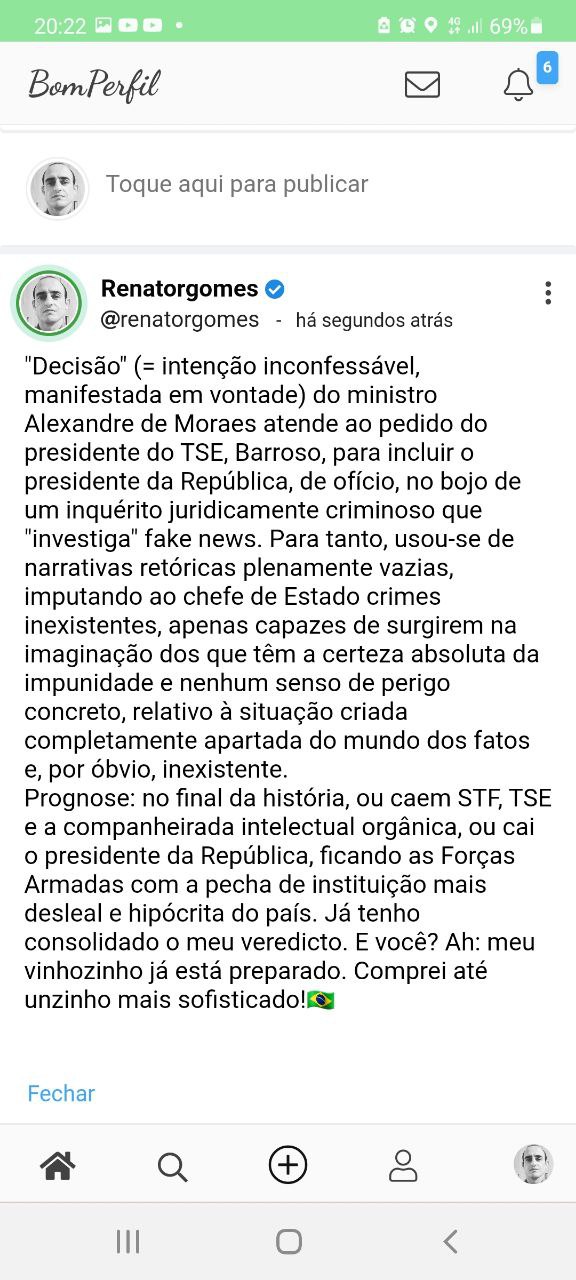 20:22
4G
69%
BomPerfil
6
Toque aqui para publicar
Renatorgomes
@renatorgomes - há segundos atrás
"Decisão" (= intenção inconfessável,
manifestada em vontade) do ministro
Alexandre de Moraes atende ao pedido do
presidente do TSE, Barroso, para incluir o
presidente da República, de ofício, no bojo de
um inquérito juridicamente criminoso que
"investiga" fake news. Para tanto, usou-se de
narrativas retóricas plenamente vazias,
imputando ao chefe de Estado crimes
inexistentes, apenas capazes de surgirem na
imaginação dos que têm a certeza absoluta da
impunidade e nenhum senso de perigo
concreto, relativo à situação criada
completamente apartada do mundo dos fatos
e, por óbvio, inexistente.
Prognose: no final da história, ou caem STF, TSE
e a companheirada intelectual orgânica, ou cai
o presidente da República, ficando as Forças
Armadas com a pecha de instituição mais
desleal e hipócrita do país. Já tenho
consolidado o meu veredicto. E você? Ah: meu
vinhozinho já está preparado. Comprei até
unzinho mais sofisticado!🇧🇷
Fechar